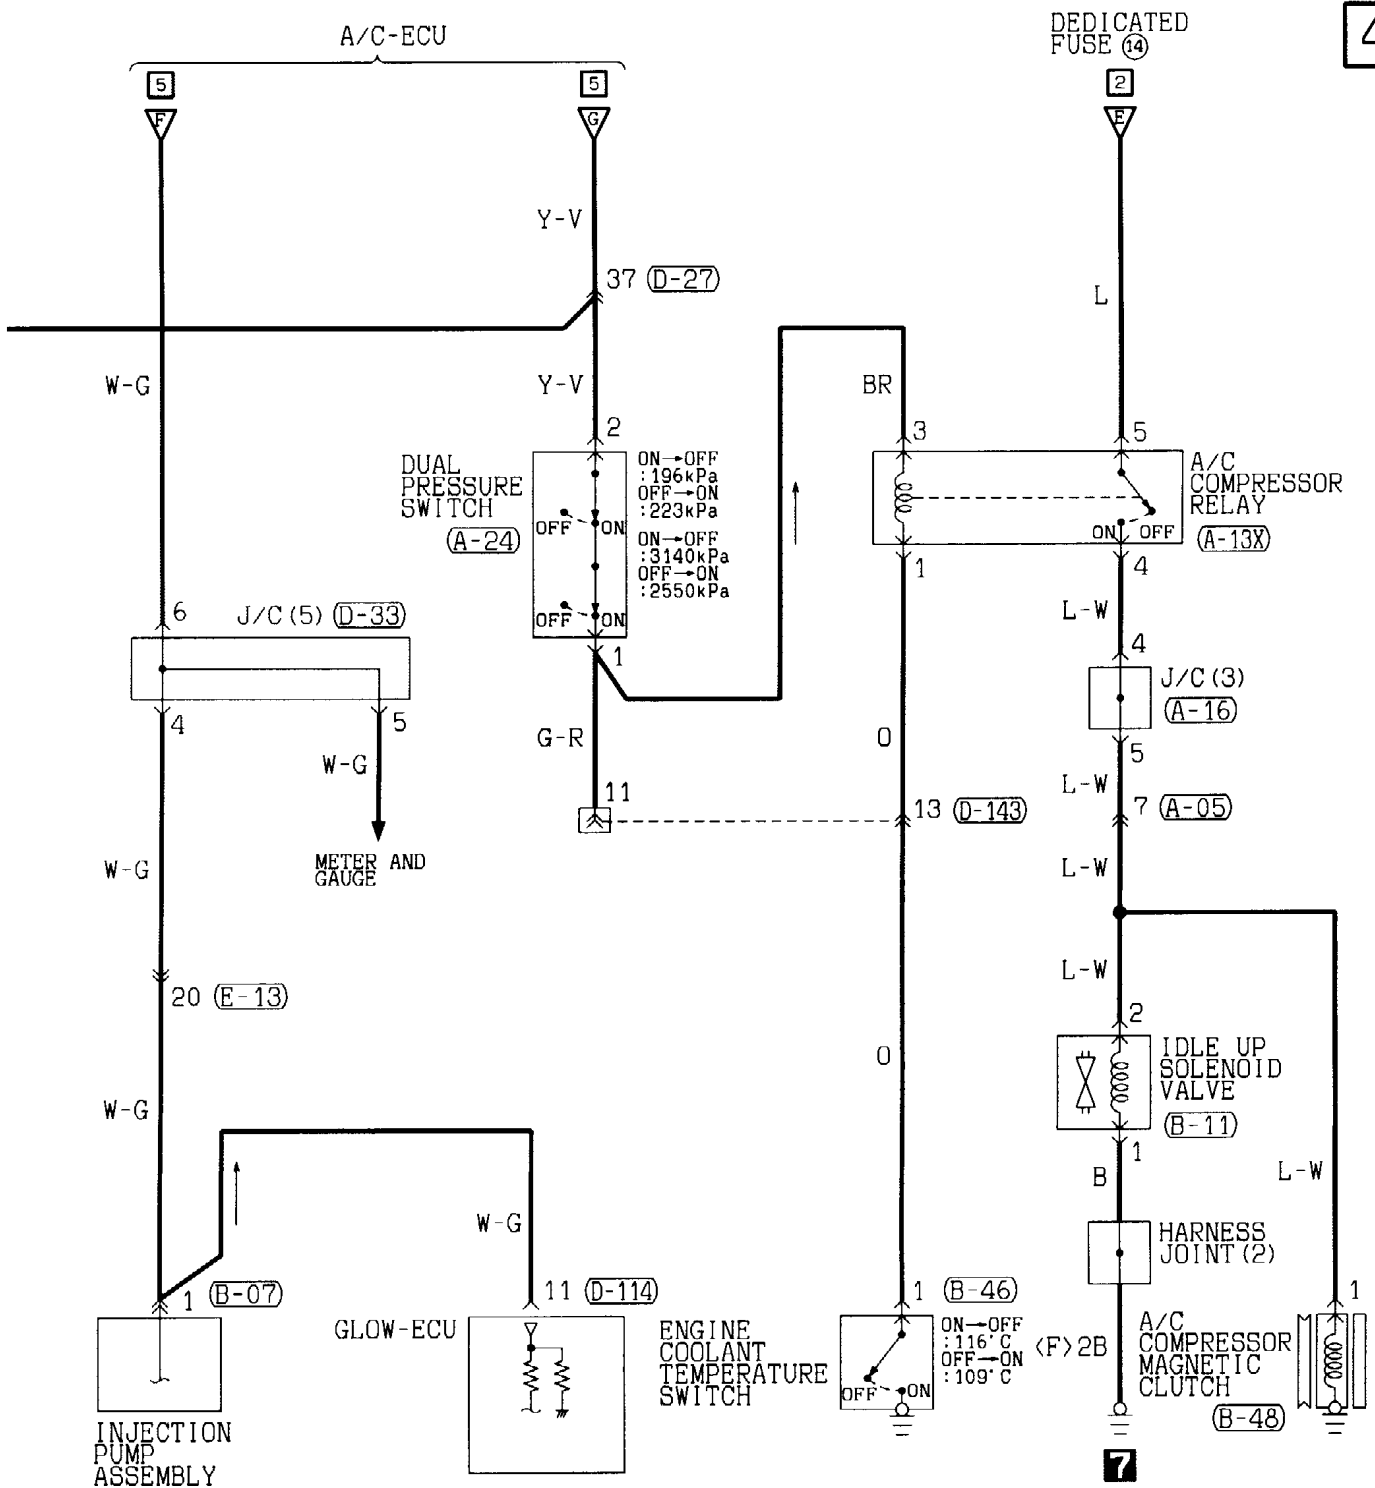 A/C-ECU
DEDICATED
FUSE 14
5
5
2
F
G
E
Y-V
37 (D-27)
L
W-G
Y-V
BR
2
3
5
DUAL
PRESSURE
SWITCH
(A-24)
ON→OFF
:196kPa
OFF→ON
:223kPa
ON→OFF
:3140kPa
OFF→ON
:2550kPa
OFF
ON
OFF
ON
A/C
COMPRESSOR
RELAY
(A-13X)
ON
OFF
1
4
6
J/C(5) (D-33)
L-W
1
4
J/C(3)
(A-16)
4
5
G-R
O
5
W-G
L-W
11
13 (D-143)
7 (A-05)
METER AND
GAUGE
W-G
L-W
L-W
20 (E-13)
2
O
IDLE UP
SOLENOID
VALVE
(B-11)
W-G
1
B
L-W
W-G
HARNESS
JOINT(2)
1 (B-07)
11 (D-114)
1 (B-46)
1
GLOW-ECU
ENGINE
COOLANT
TEMPERATURE
SWITCH
ON→OFF
:116°C
OFF→ON
:109°C
OFF
ON
<F>2B
A/C
COMPRESSOR
MAGNETIC
CLUTCH
(B-48)
INJECTION
PUMP
ASSEMBLY
7